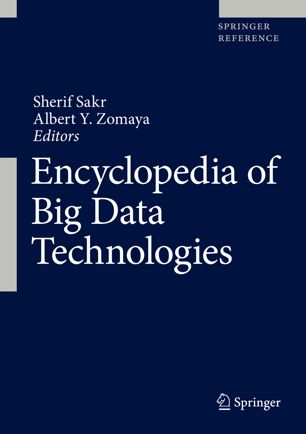 SPRINGER
REFERENCE
Sherif Sakr
Albert Y. Zomaya
Editors
Encyclopedia of
Big Data
Technologies
Springer